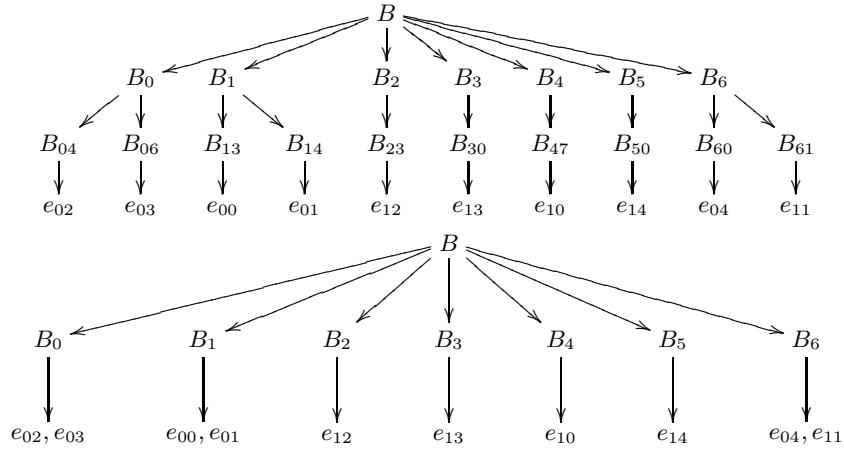 B
B₀ B₁ B₂ B₃ B₄ B₅ B₆
B₀₄ B₀₆ B₁₃ B₁₄ B₂₃ B₃₀ B₄₇ B₅₀ B₆₀ B₆₁
e₀₂ e₀₃ e₀₀ e₀₁ e₁₂ e₁₃ e₁₀ e₁₄ e₀₄ e₁₁
B
B₀ B₁ B₂ B₃ B₄ B₅ B₆
e₀₂, e₀₃ e₀₀, e₀₁ e₁₂ e₁₃ e₁₀ e₁₄ e₀₄, e₁₁